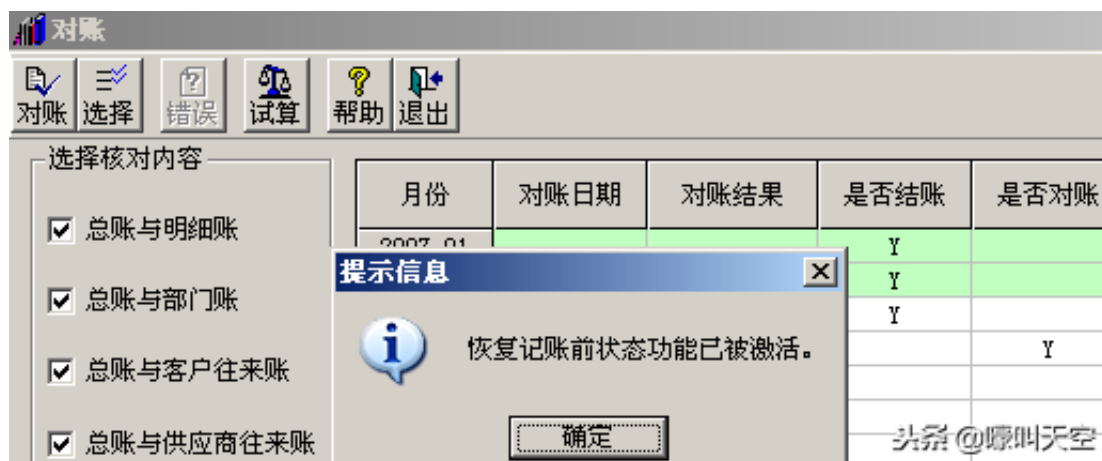 对账
对账 选择 错误 试算 帮助 退出
选择核对内容
月份 对账日期 对账结果 是否结账 是否对账
总账与明细账
2007.01 Y
提示信息
Y
总账与部门账
Y
恢复记账前状态功能已被激活。
Y
总账与客户往来账
确定
总账与供应商往来账
头条 @嚎叫天空